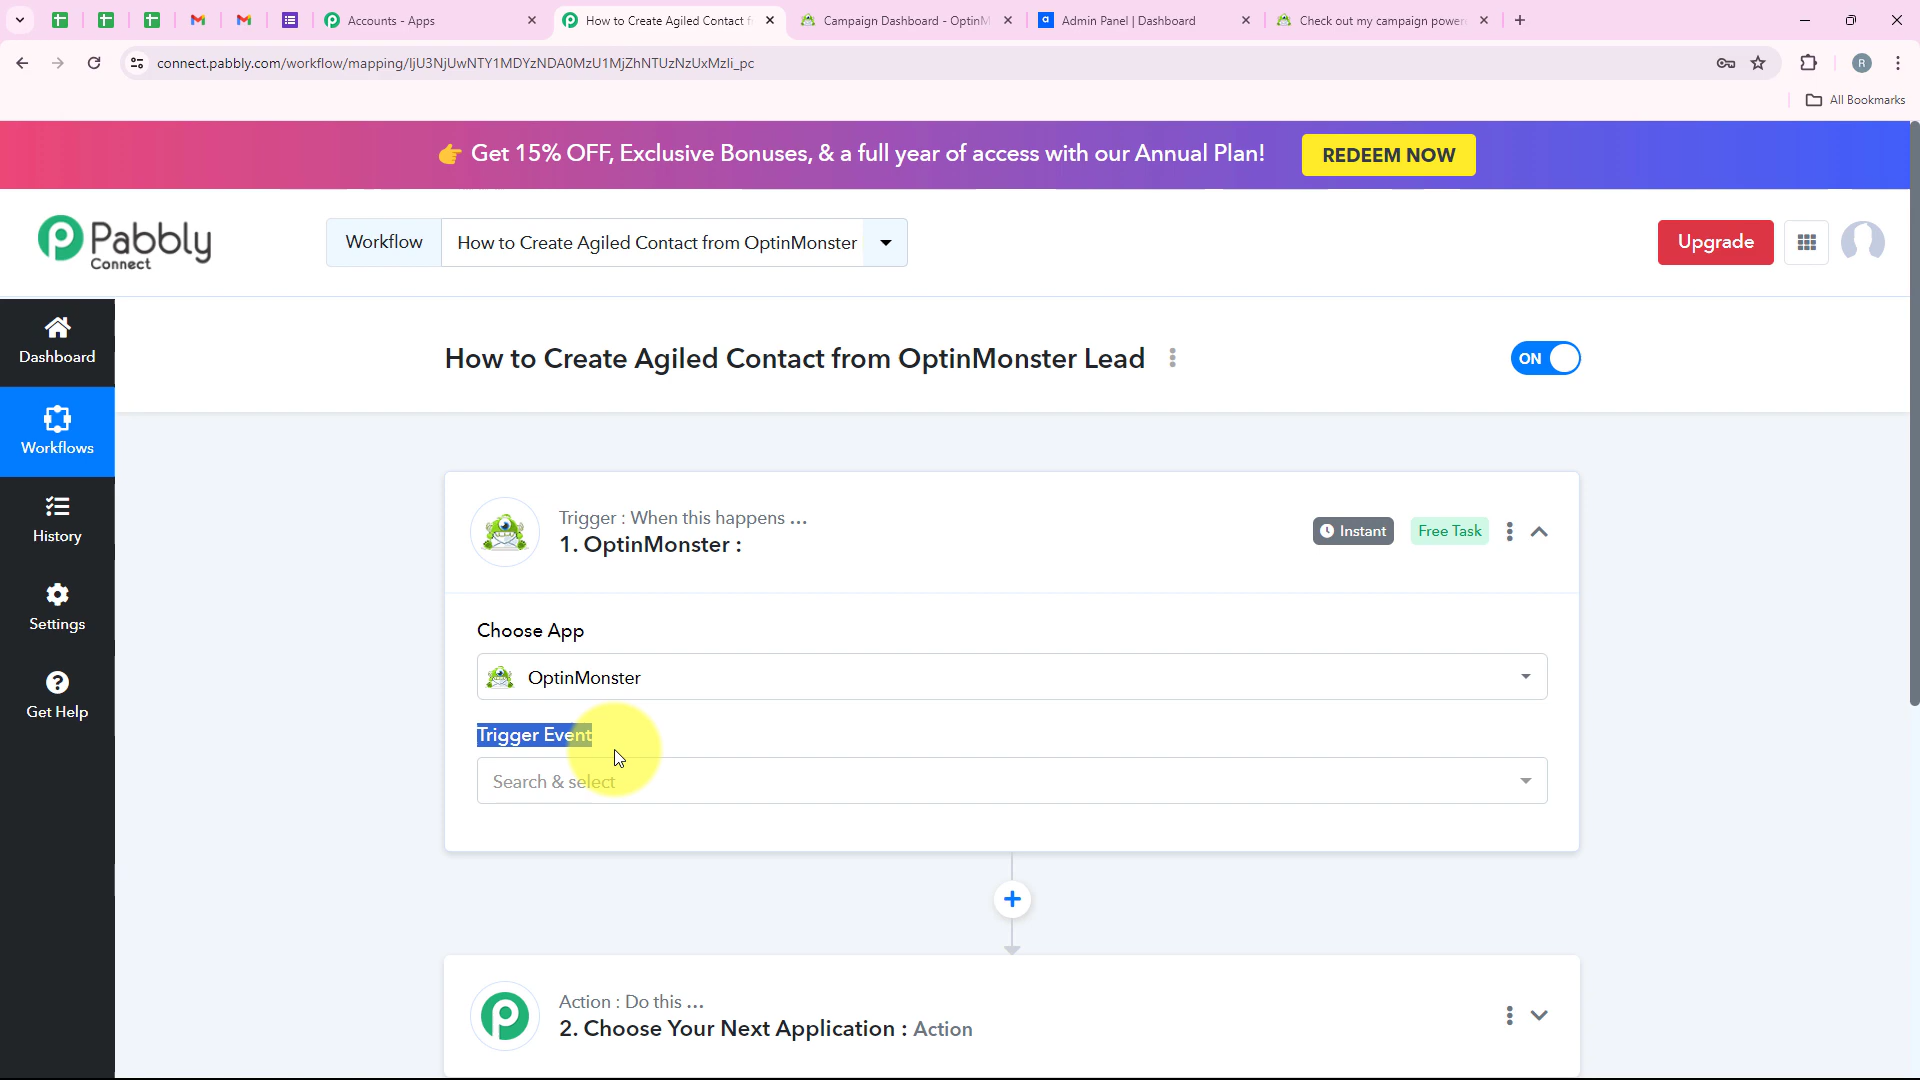 Accounts - Apps
How to Create Agiled Contact f
Campaign Dashboard - OptinM
Admin Panel | Dashboard
Check out my campaign power
connect.pabbly.com/workflow/mapping/IjU3NjUwNTY1MDYzNDA0MzU1MjZhNTUzNzUxMzIi_pc
R
All Bookmarks
👉 Get 15% OFF, Exclusive Bonuses, & a full year of access with our Annual Plan!
REDEEM NOW
Pabbly
Connect
Workflow
How to Create Agiled Contact from OptinMonster
Upgrade
Dashboard
Workflows
History
Settings
Get Help
How to Create Agiled Contact from OptinMonster Lead
ON
Trigger : When this happens ...
1. OptinMonster :
Instant
Free Task
Choose App
OptinMonster
Trigger Event
Search & select
Action : Do this ...
2. Choose Your Next Application : Action